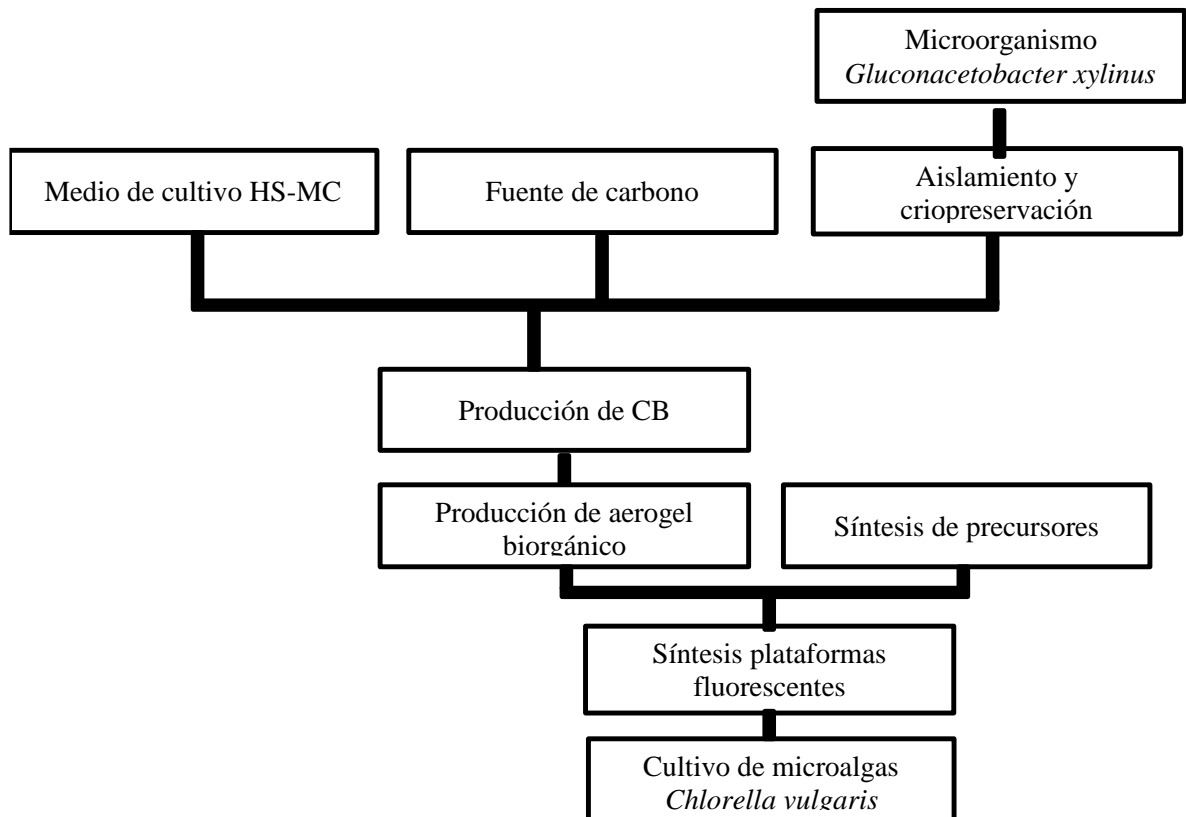 Microorganismo
Gluconacetobacter xylinus
Medio de cultivo HS-MC
Fuente de carbono
Aislamiento y
criopreservación
Producción de CB
Producción de aerogel
biorgánico
Síntesis de precursores
Síntesis plataformas
fluorescentes
Cultivo de microalgas
Chlorella vulgaris